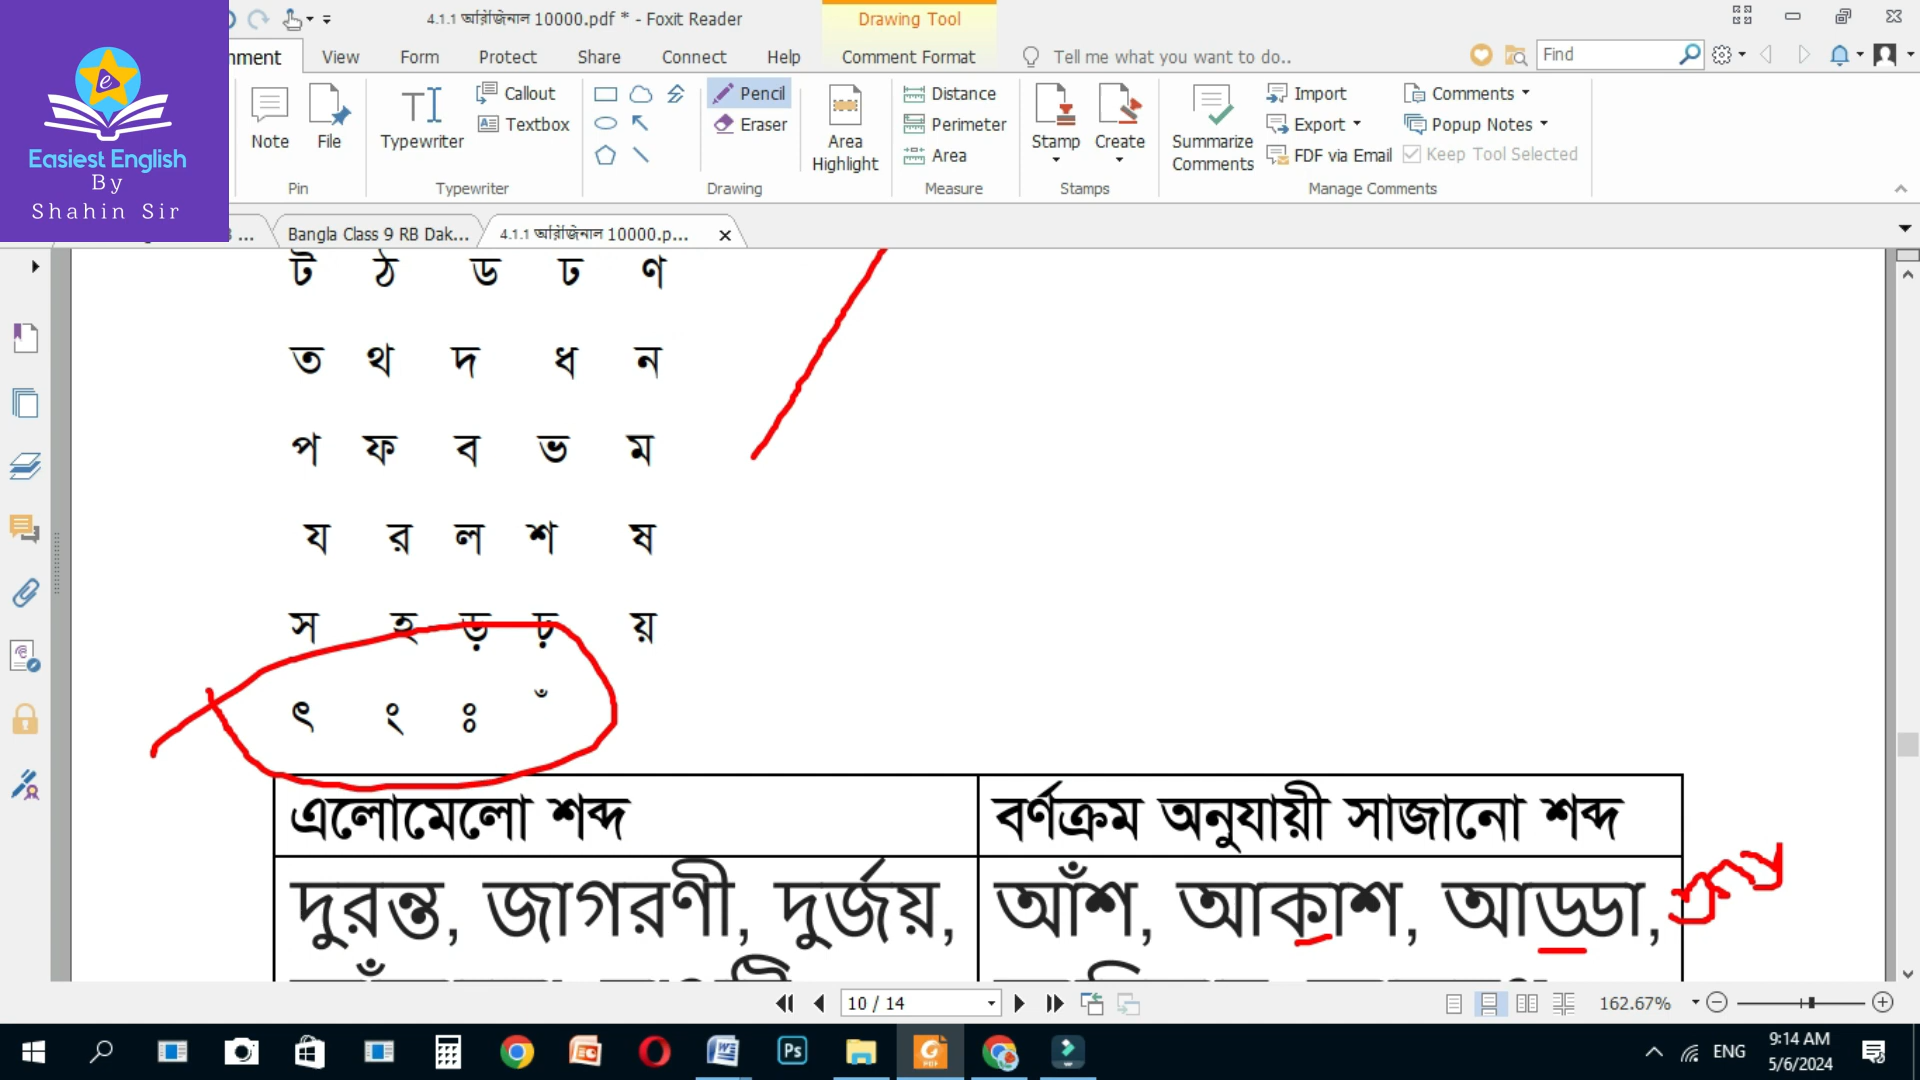 4.1.1 অরিজিনাল 10000.pdf * - Foxit Reader
Drawing Tool
View Form Protect Share Connect Help Comment Format Tell me what you want to do.. Find
Note File Typewriter Callout Textbox Pencil Eraser Area Highlight Distance Perimeter Area Stamp Create Summarize Comments Import Export FDF via Email Comments Popup Notes Keep Tool Selected
Pin Typewriter Drawing Measure Stamps Manage Comments
Easiest English
By
Shahin Sir
Bangla Class 9 RB Dak... 4.1.1 অরিজিনাল 10000.p...
ট ঠ ড ঢ ণ
ত থ দ ধ ন
প ফ ব ভ ম
য র ল শ ষ
স হ ড় ঢ় য়
ৎ ং ঃ ঁ
এলোমেলো শব্দ বর্ণক্রম অনুযায়ী সাজানো শব্দ
দুরন্ত, জাগরণী, দুর্জয়, আঁশ, আকাশ, আড্ডা,
10 / 14 162.67%
ENG 9:14 AM
5/6/2024